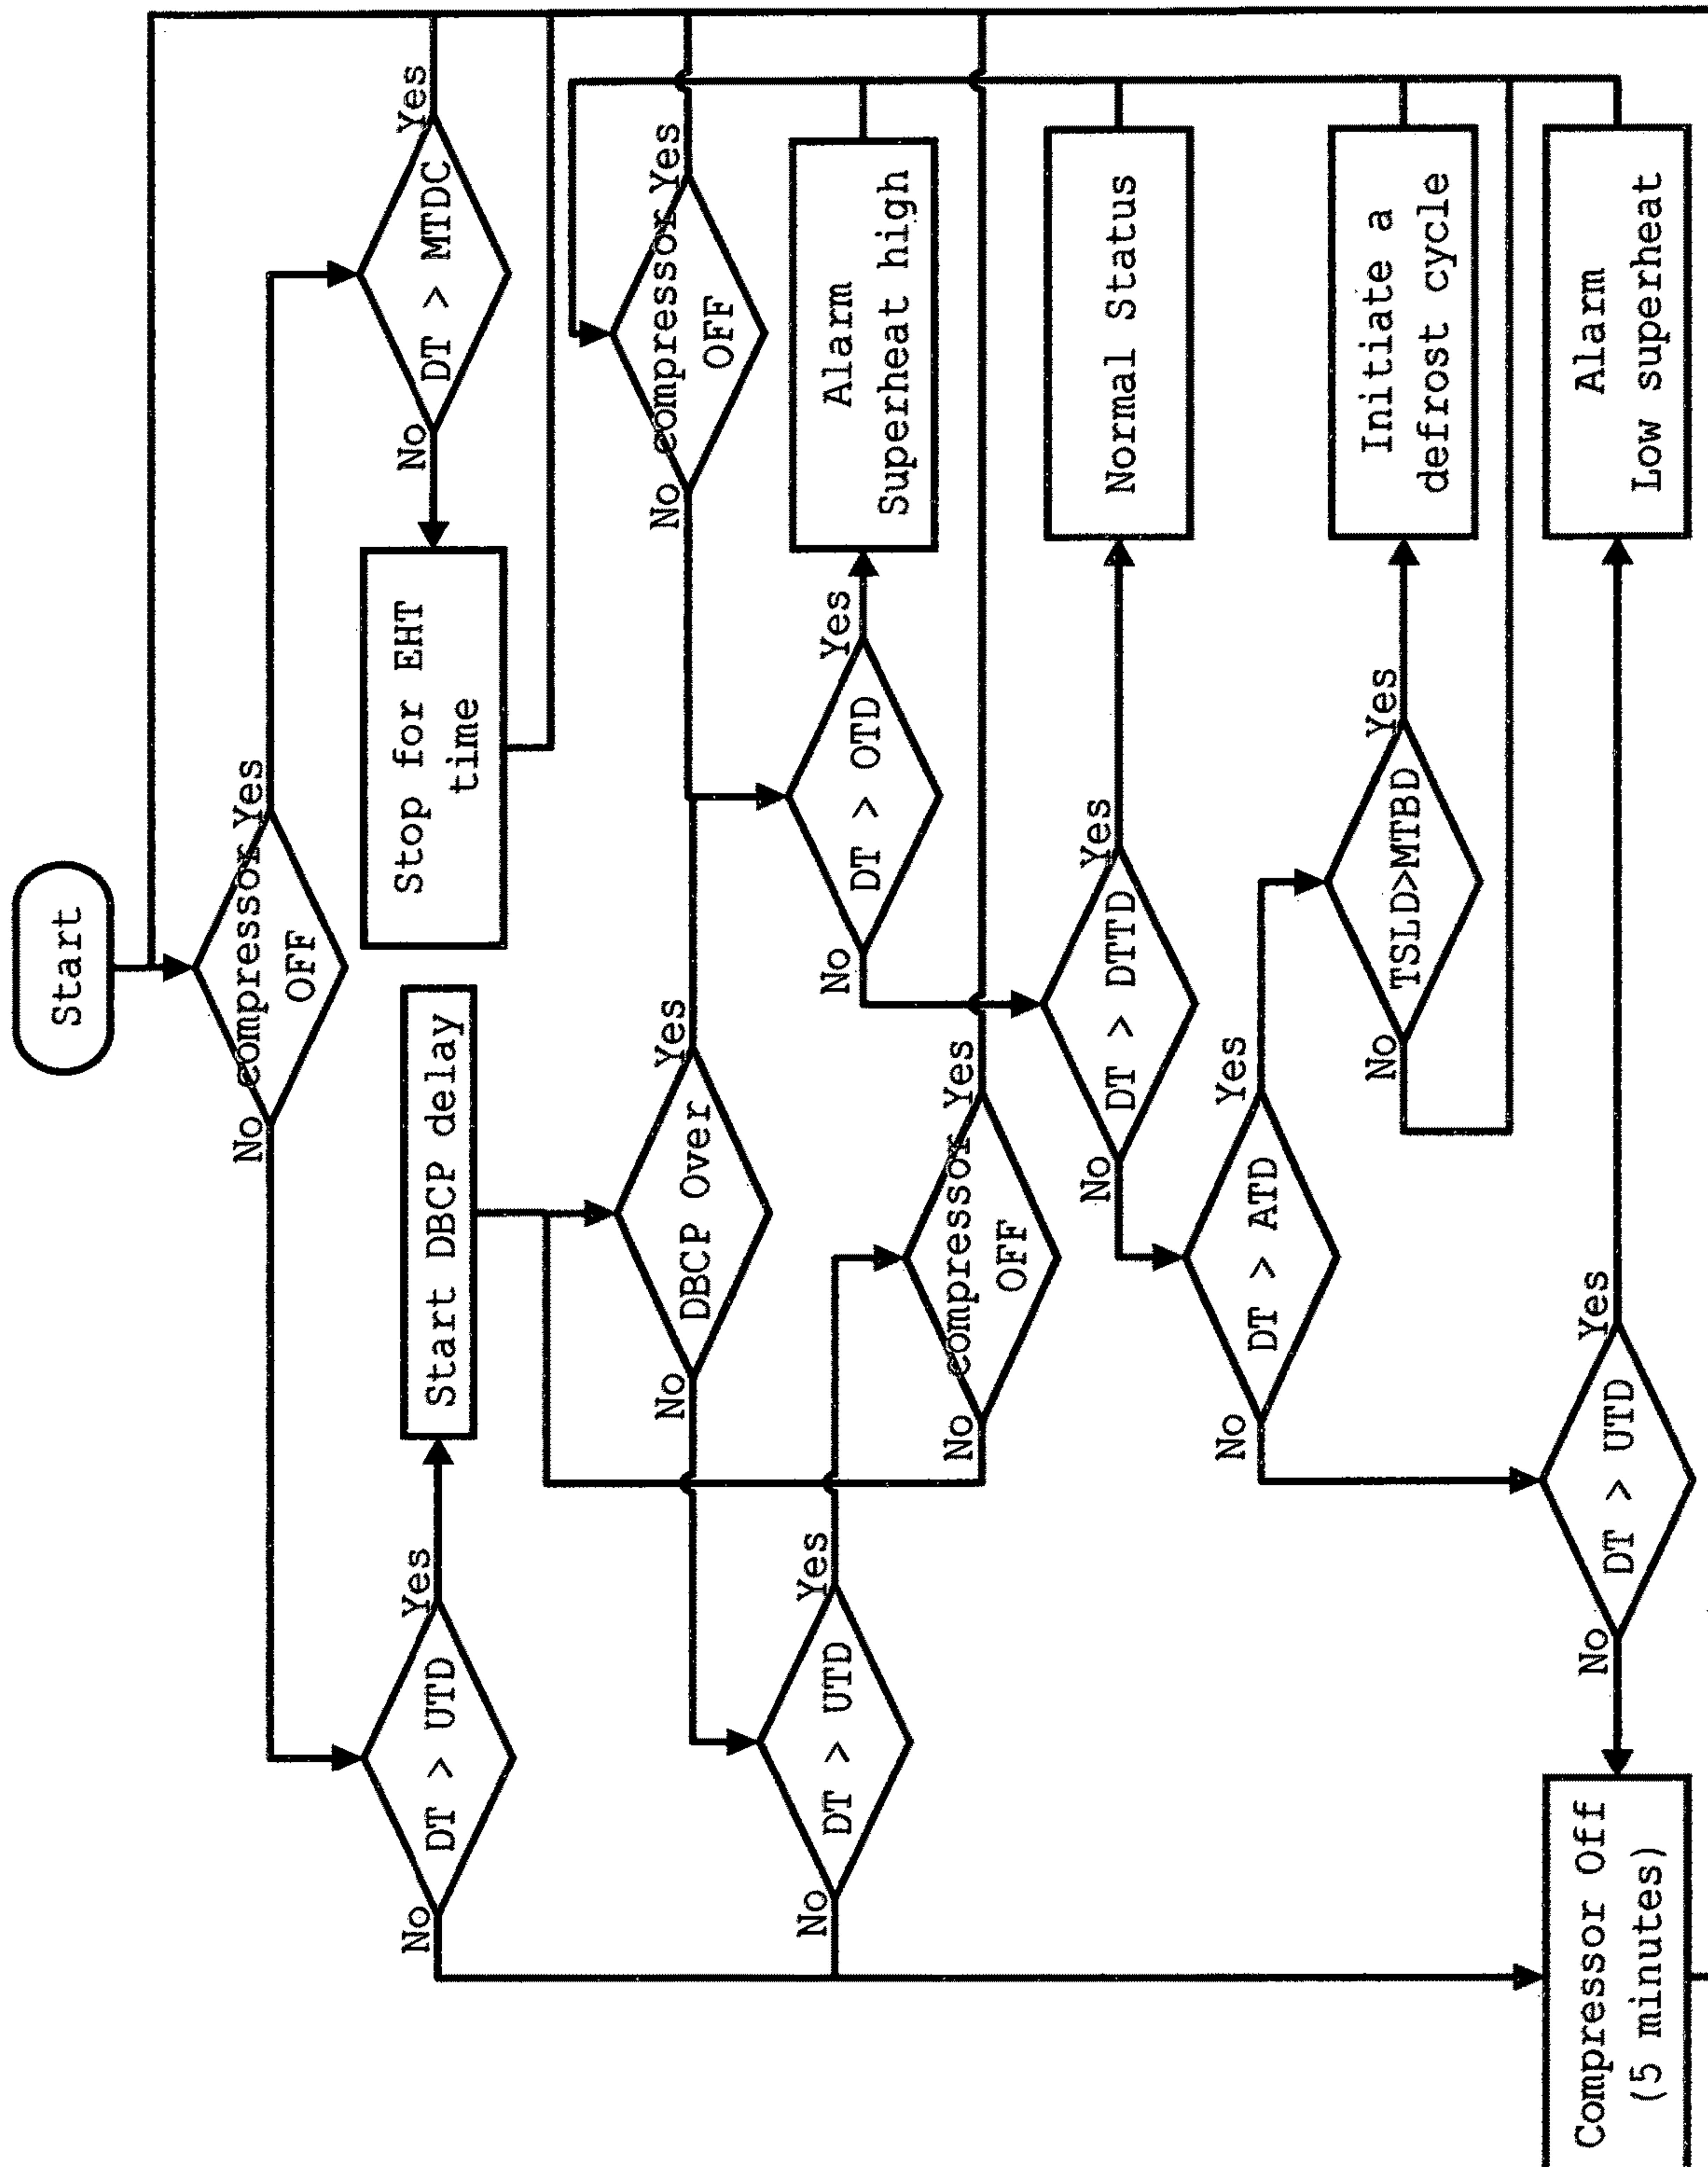 Start
No compressor Yes
OFF
No DT > UTD Yes
Start DBCP delay
Stop for EHT
time
No DT > MTDC Yes
No DBCP Over Yes
No compressor Yes
OFF
No DT > UTD Yes
No DT > OTD Yes
Alarm
Superheat high
No compressor Yes
OFF
No DT > DTTD Yes
Normal Status
No DT > ATD Yes
No TSLD>MTBD Yes
Initiate a
defrost cycle
Compressor Off
(5 minutes)
No DT > UTD Yes
Alarm
Low superheat